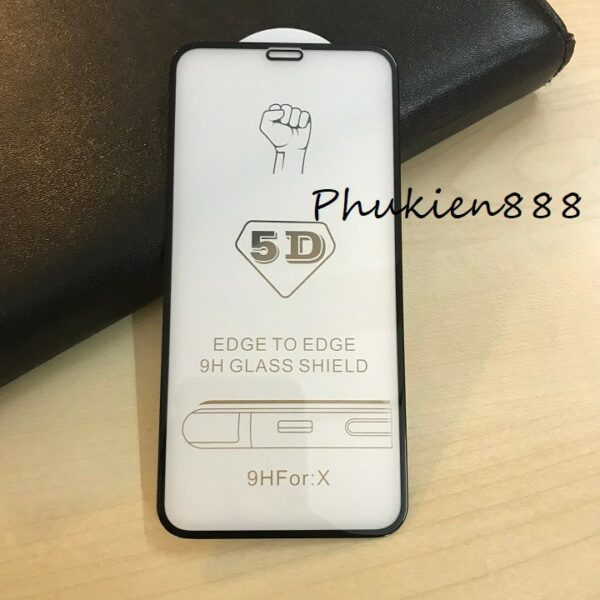 Phukien888
5D
EDGE TO EDGE
9H GLASS SHIELD
9HFor:X